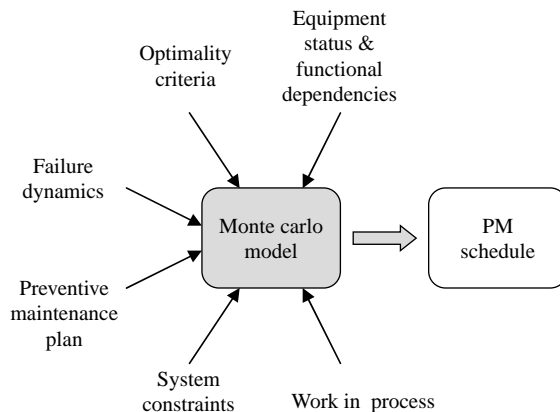 Optimality
criteria
Equipment
status &
functional
dependencies
Failure
dynamics
Monte carlo
model
PM
schedule
Preventive
maintenance
plan
System
constraints
Work in process